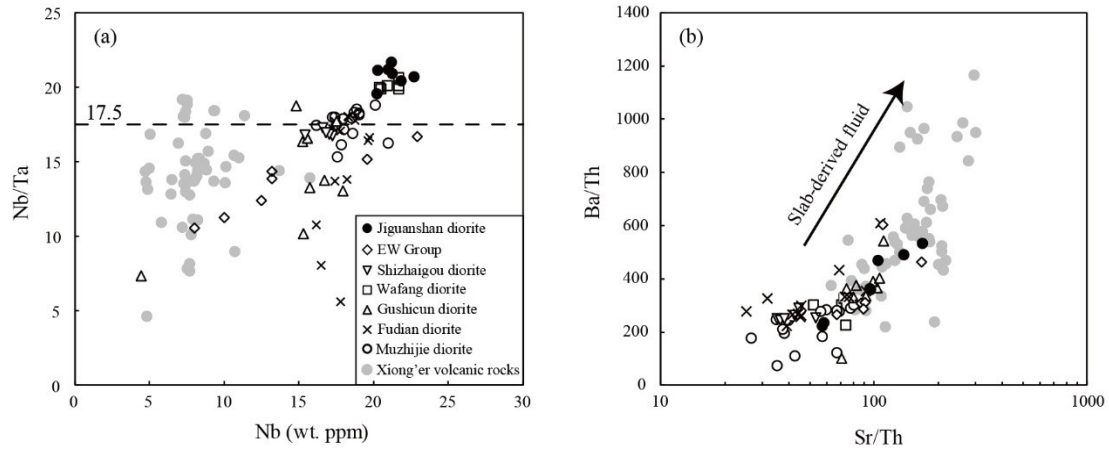 (a)
25
20
17.5
15
10
5
0
Nb/Ta
0 5 10 15 20 25 30
Nb (wt. ppm)
Jiguanshan diorite
EW Group
Shizhaigou diorite
Wafang diorite
Gushicun diorite
Fudian diorite
Muzhijie diorite
Xiong'er volcanic rocks
(b)
1400
1200
1000
800
600
400
200
0
Ba/Th
Slab-derived fluid
10 100 1000
Sr/Th